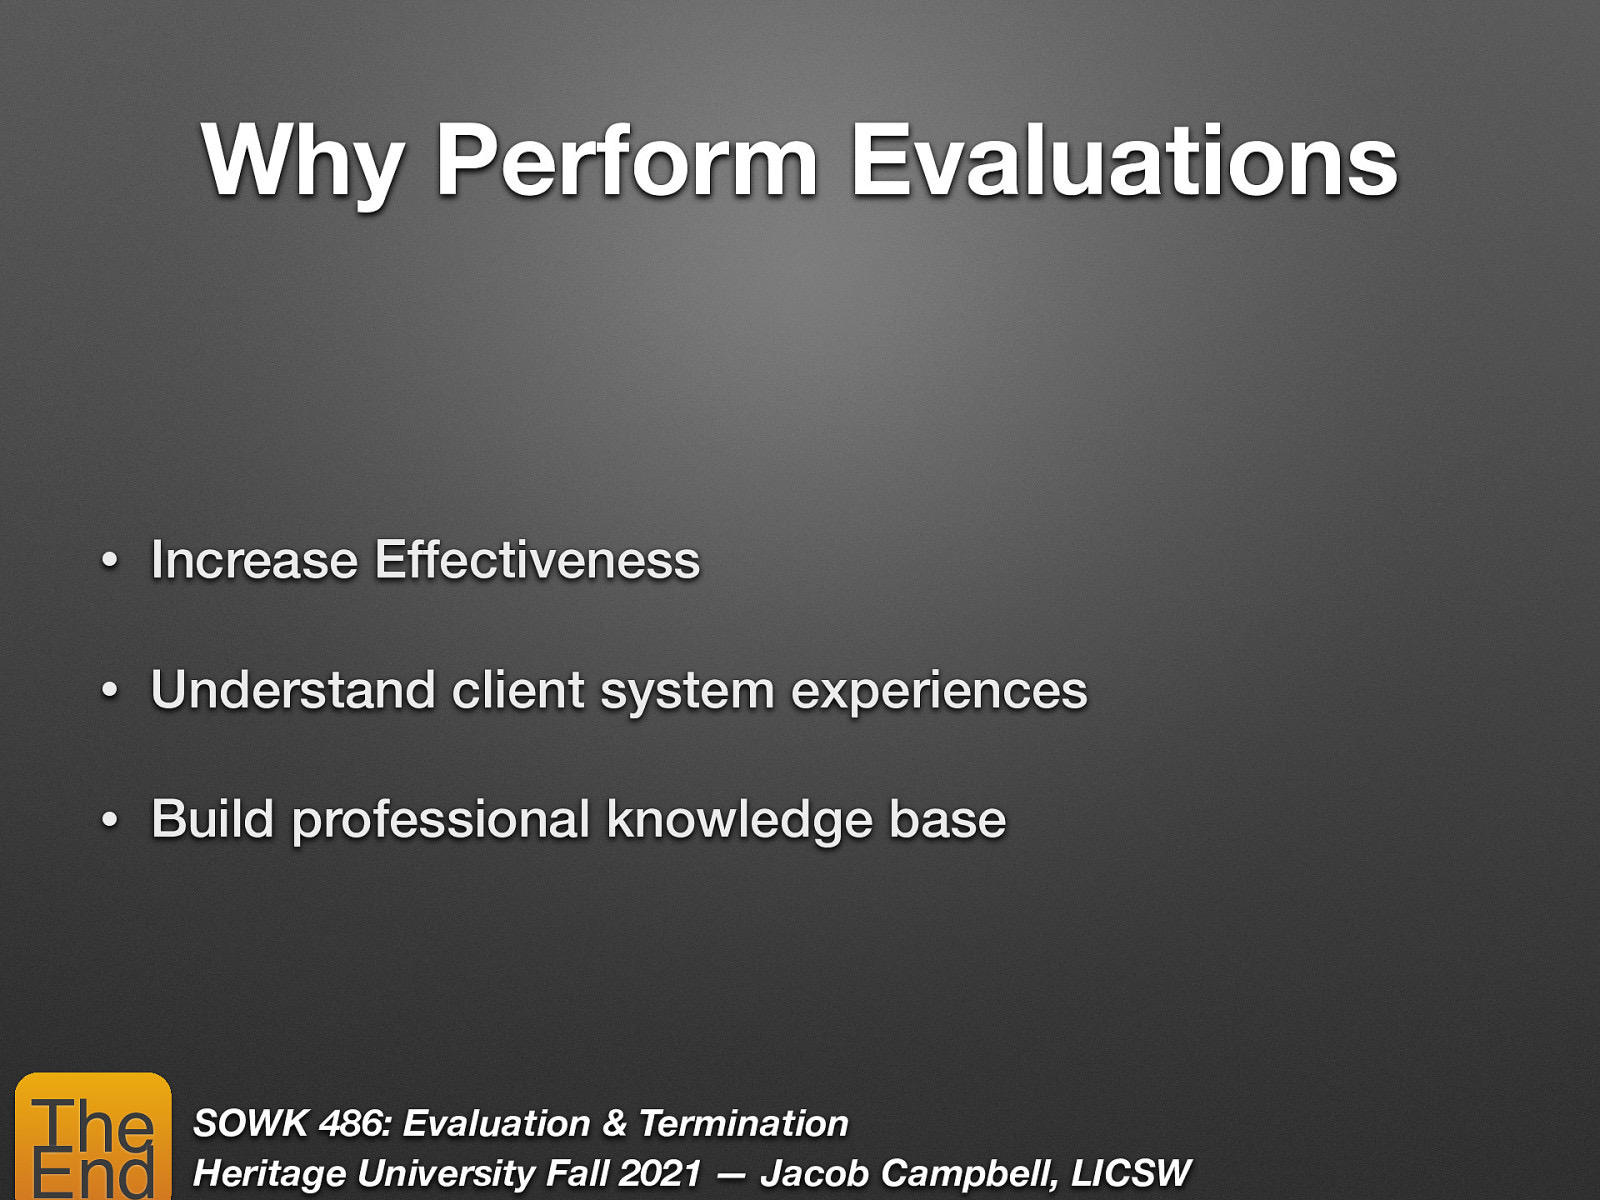 Why Perform Evaluations
• Increase Effectiveness
• Understand client system experiences
• Build professional knowledge base
The
End
SOWK 486: Evaluation & Termination
Heritage University Fall 2021 — Jacob Campbell, LICSW